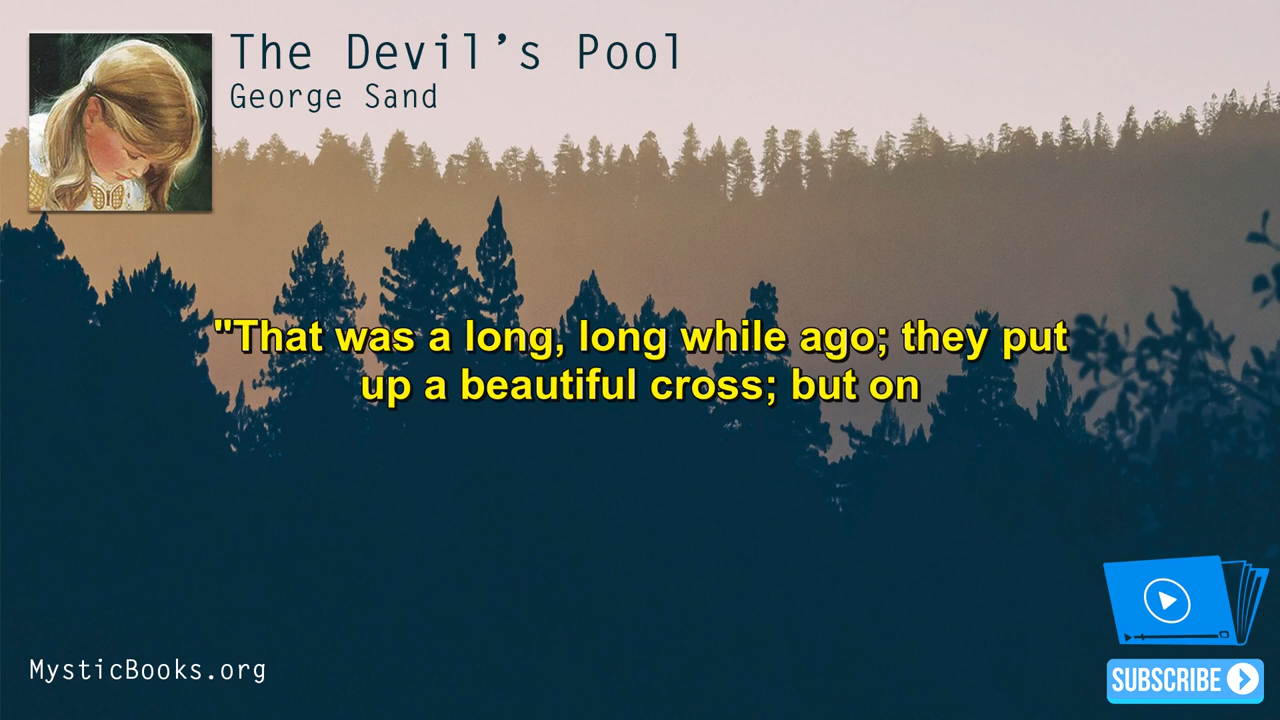 The Devil’s Pool
George Sand
"That was a long, long while ago; they put
up a beautiful cross; but on
MysticBooks.org
SUBSCRIBE